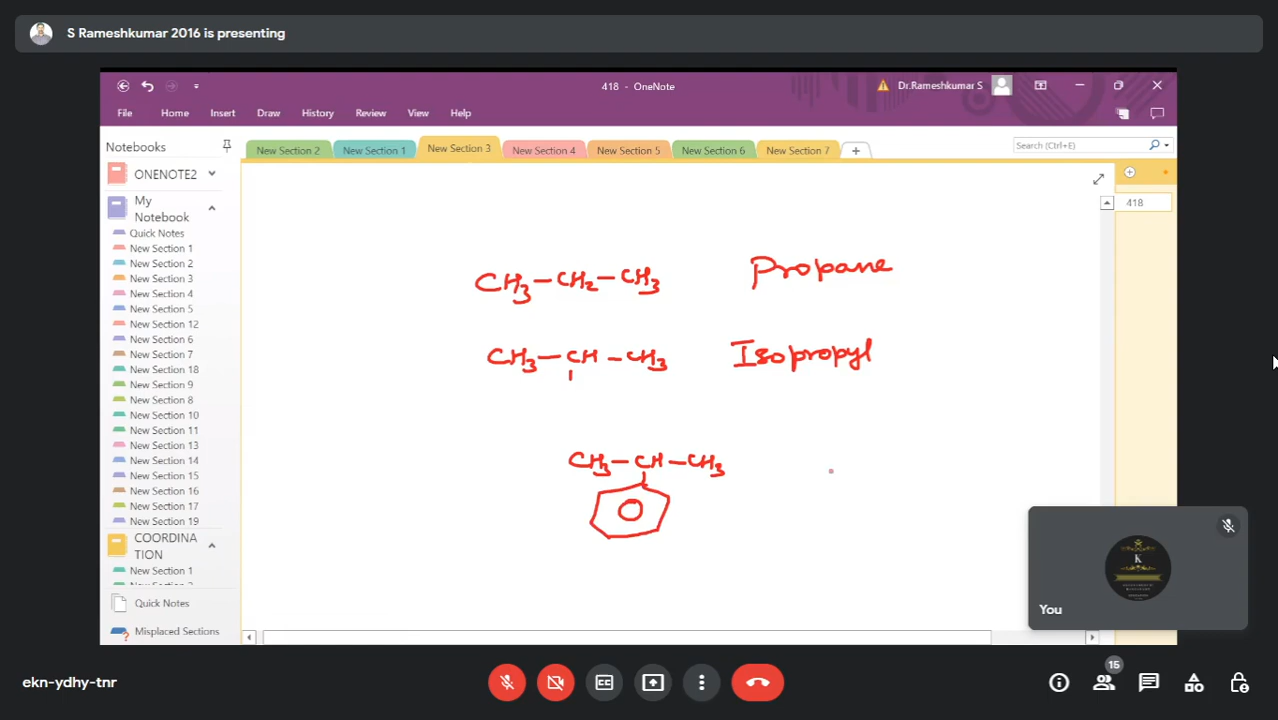 S Rameshkumar 2016 is presenting
418 - OneNote
Dr.Rameshkumar S
File Home Insert Draw History Review View Help
Notebooks
New Section 2 New Section 1 New Section 3 New Section 4 New Section 5 New Section 6 New Section 7 +
Search (Ctrl+E)
ONENOTE2
My
Notebook
Quick Notes
New Section 1
New Section 2
New Section 3
New Section 4
New Section 5
New Section 12
New Section 6
New Section 7
New Section 18
New Section 9
New Section 8
New Section 10
New Section 11
New Section 13
New Section 14
New Section 15
New Section 16
New Section 17
New Section 19
COORDINA
TION
New Section 1
Quick Notes
Misplaced Sections
418
CH3-CH2-CH3 Propane
CH3-CH-CH3 Isopropyl
CH3-CH-CH3
K
You
ekn-ydhy-tnr
CC
15